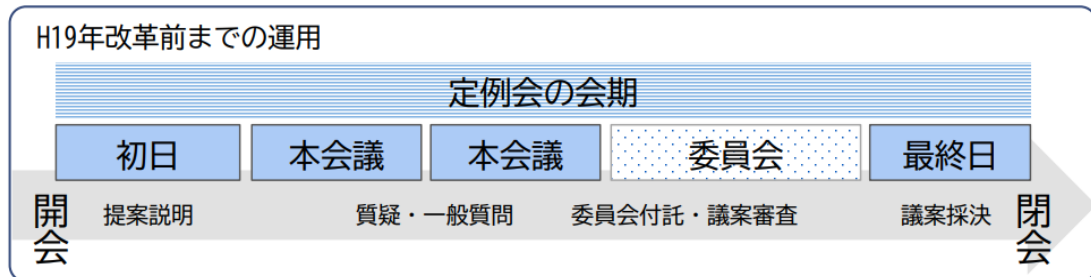 H19年改革前までの運用
定例会の会期
初日 本会議 本会議 委員会 最終日
開会 提案説明 質疑・一般質問 委員会付託・議案審査 議案採決 閉会